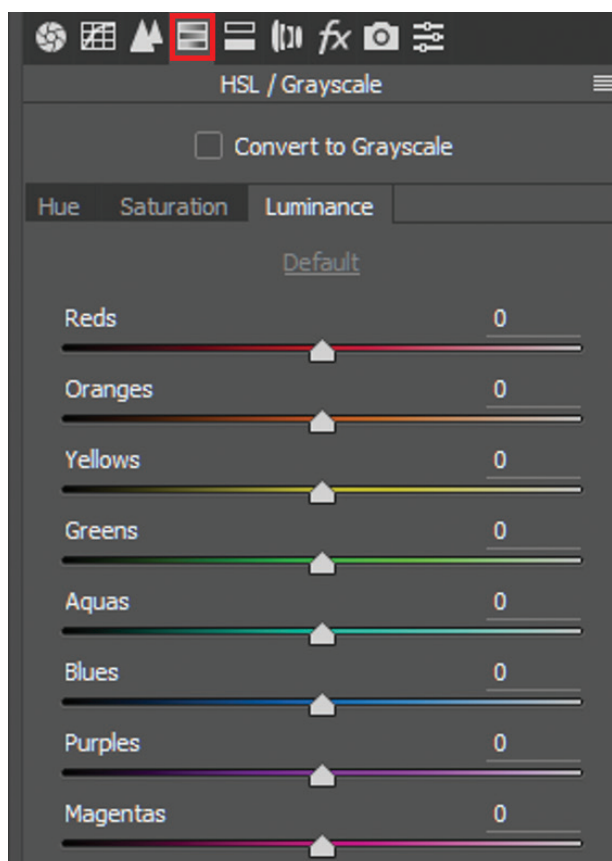 fx
HSL / Grayscale
Convert to Grayscale
Hue Saturation Luminance
Default
Reds 0
Oranges 0
Yellows 0
Greens 0
Aquas 0
Blues 0
Purples 0
Magentas 0